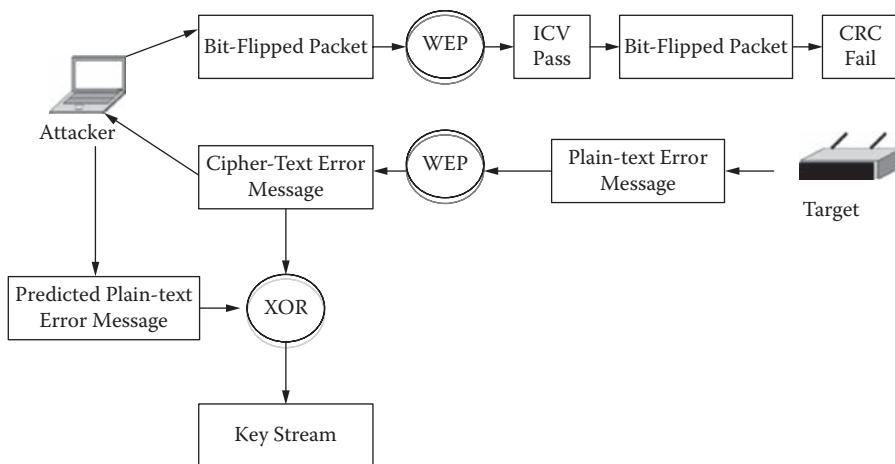 Bit-Flipped Packet
WEP
ICV
Pass
Bit-Flipped Packet
CRC
Fail
Attacker
Cipher-Text Error
Message
WEP
Plain-text Error
Message
Target
Predicted Plain-text
Error Message
XOR
Key Stream